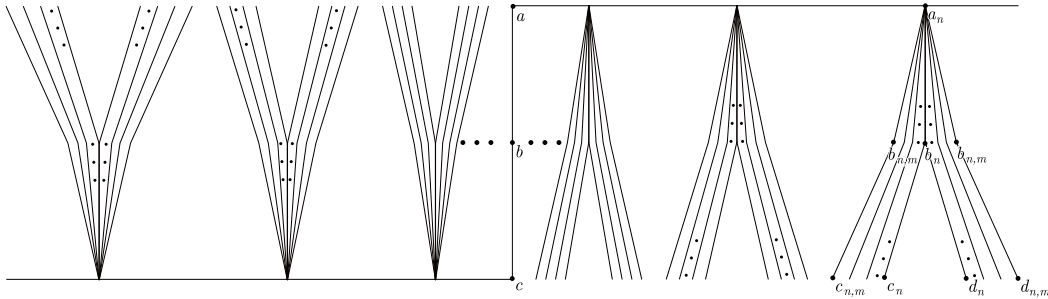 a
a_n
b
b_{n,m} b_n b_{n,m}
c
c_{n,m} c_n d_n d_{n,m}